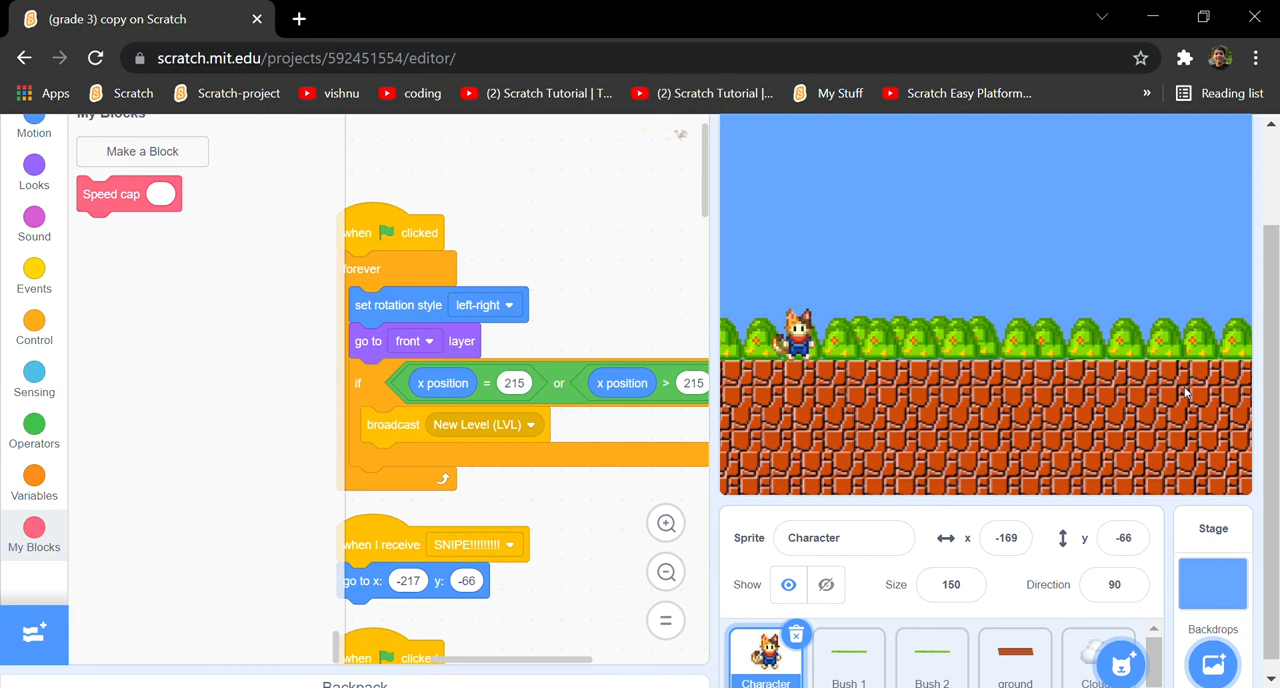 (grade 3) copy on Scratch
scratch.mit.edu/projects/592451554/editor/
Apps Scratch Scratch-project vishnu coding (2) Scratch Tutorial | T... (2) Scratch Tutorial |... My Stuff Scratch Easy Platform... » Reading list
Motion
Looks
Sound
Events
Control
Sensing
Operators
Variables
My Blocks
My Blocks
Make a Block
Speed cap
when clicked
forever
set rotation style left-right
go to front layer
if x position = 215 or x position > 215
broadcast New Level (LVL)
when I receive SNIPE!!!!!!!!!
go to x: -217 y: -66
when clicked
Backpack
Sprite Character x -169 y -66
Show Size 150 Direction 90
Character
Bush 1
Bush 2
ground
Stage
Backdrops